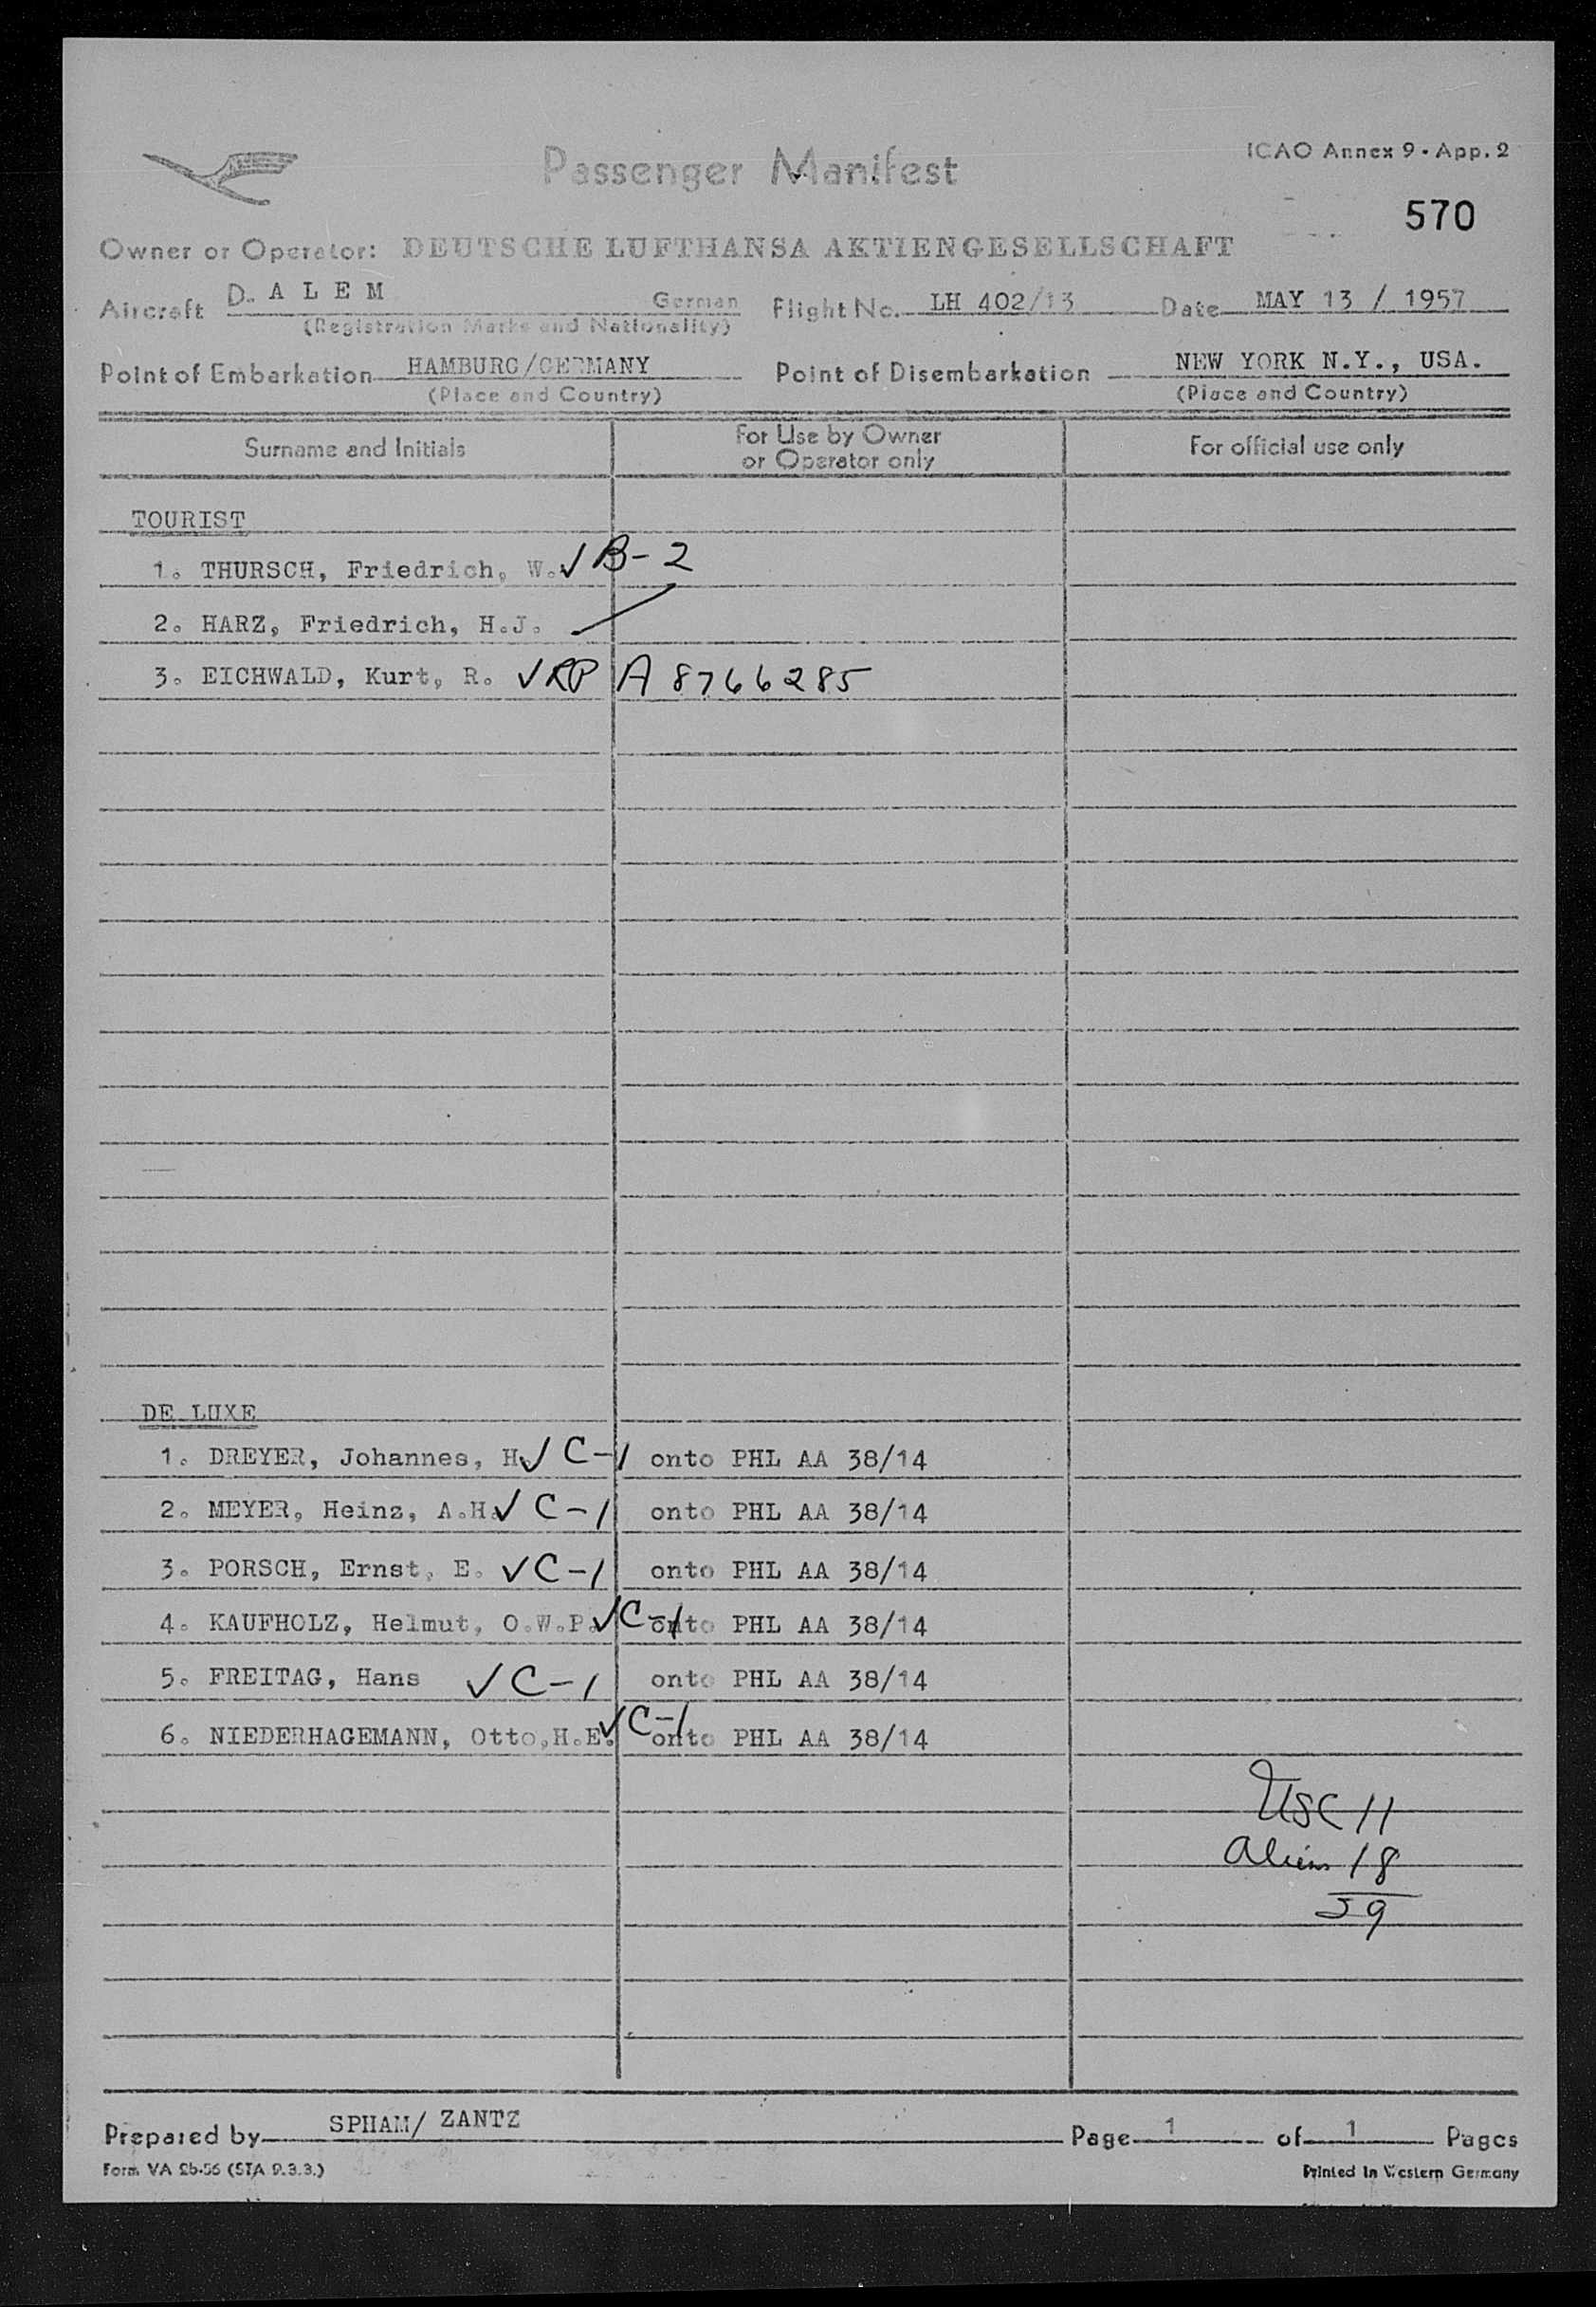 Passenger Manifest
ICAO Annex 9 - App. 2
570
Owner or Operator: DEUTSCHE LUFTHANSA AKTIENGESELLSCHAFT
Aircraft D. A L E M German Flight No. LH 402/13 Date MAY 13 / 1957
(Registration Marks and Nationality)
Point of Embarkation HAMBURG/GERMANY Point of Disembarkation NEW YORK N.Y., USA.
(Place and Country) (Place and Country)
Surname and Initials For Use by Owner or Operator only For official use only
TOURIST
1. THURSCH, Friedrich, W. ✓ B-2
2. HARZ, Friedrich, H.J.
3. EICHWALD, Kurt, R. ✓ RP A 8766285
DE LUXE
1. DREYER, Johannes, H. ✓ C-1 onto PHL AA 38/14
2. MEYER, Heinz, A.H. ✓ C-1 onto PHL AA 38/14
3. PORSCH, Ernst, E. ✓ C-1 onto PHL AA 38/14
4. KAUFHOLZ, Helmut, O.W.P. ✓ C-1 onto PHL AA 38/14
5. FREITAG, Hans ✓ C-1 onto PHL AA 38/14
6. NIEDERHAGEMANN, Otto,H.E. ✓ C-1 onto PHL AA 38/14
USC 11
Aliens 18
Prepared by SPHAM/ ZANTZ Page 1 of 1 Pages
Form VA 2b-56 (STA 9.3.3.) Printed in Western Germany